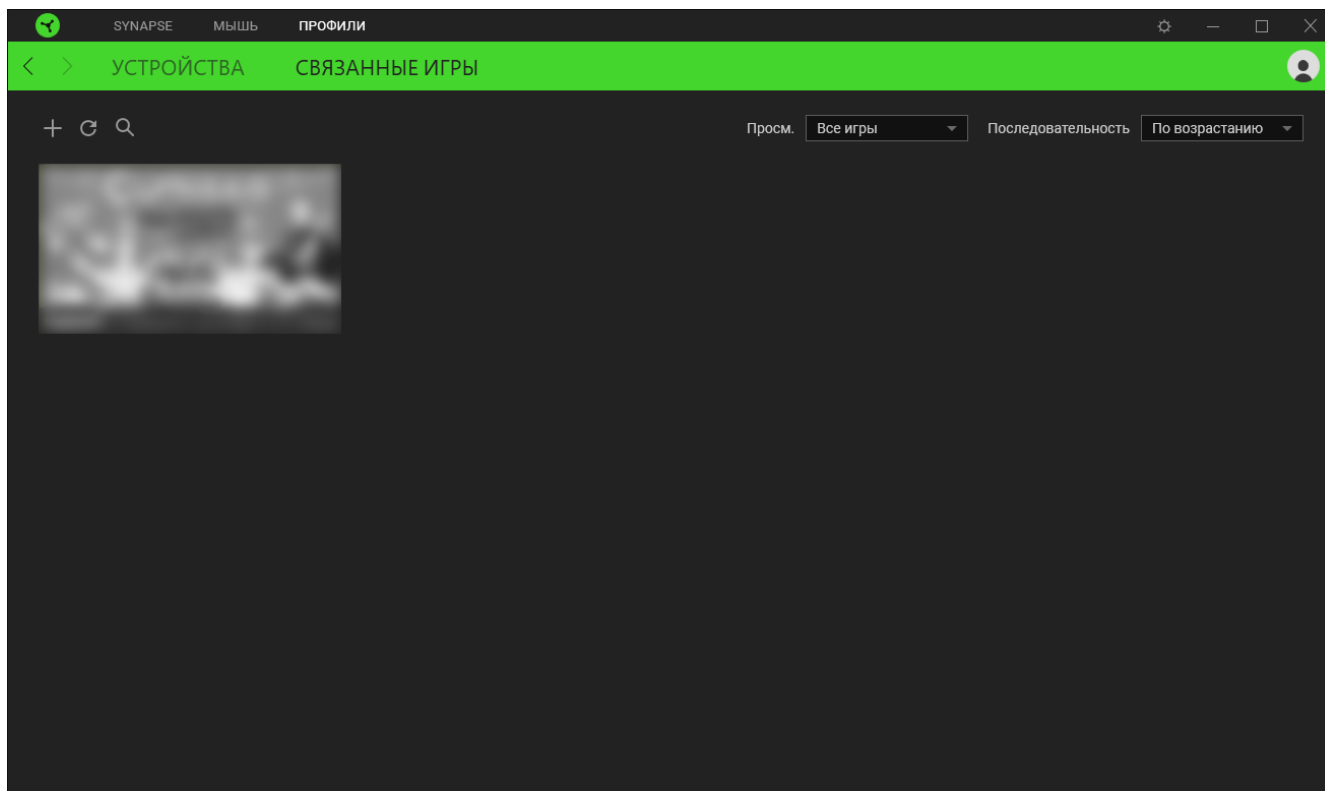 SYNAPSE МЫШЬ ПРОФИЛИ
УСТРОЙСТВА СВЯЗАННЫЕ ИГРЫ
Просм. Все игры Последовательность По возрастанию